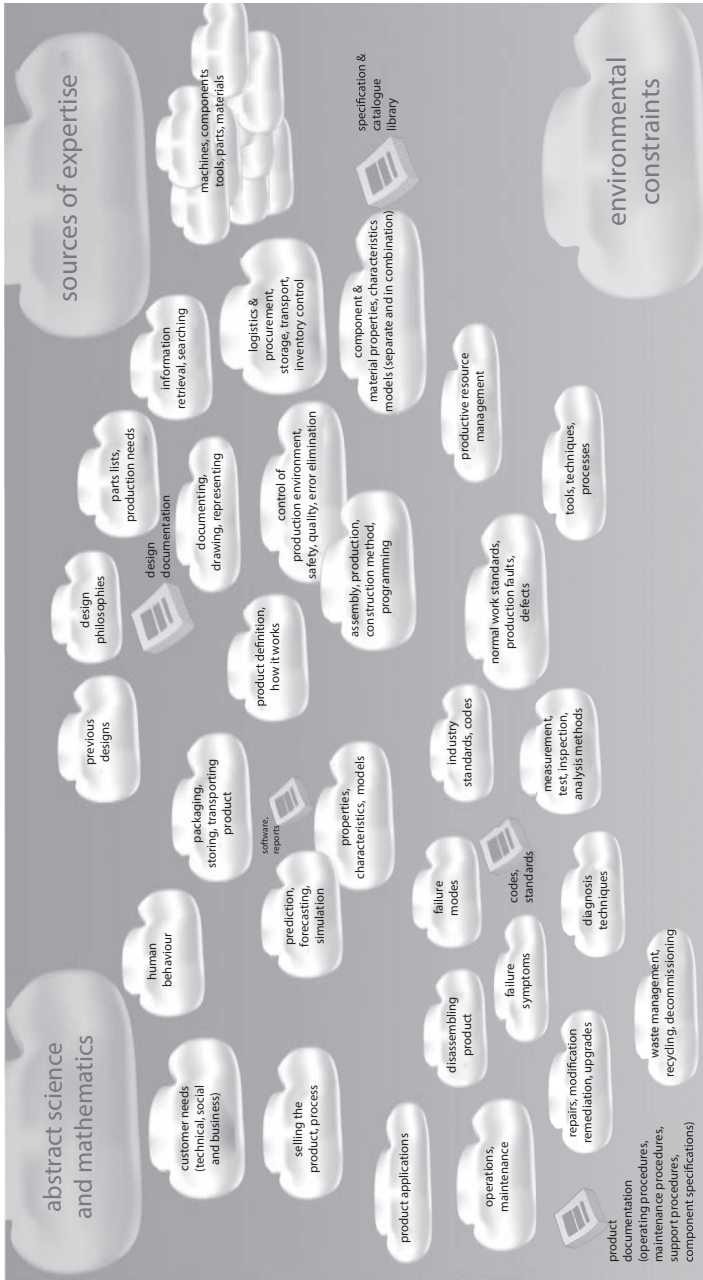 abstract science
and mathematics
sources of expertise
environmental
constraints
customer needs
(technical, social
and business)
human
behaviour
previous
designs
design
philosophies
design
documentation
parts lists,
production needs
information
retrieval, searching
machines, components
tools, parts, materials
selling the
product, process
packaging,
storing, transporting
product
documenting,
drawing, representing
product definition,
how it works
logistics &
procurement,
storage, transport,
inventory control
software,
reports
prediction,
forecasting,
simulation
properties,
characteristics, models
control of
production environment,
safety, quality, error elimination
assembly, production,
construction method,
programming
component &
material properties, characteristics
models (separate and in combination)
specification &
catalogue
library
product applications
disassembling
product
failure
modes
industry
standards, codes
productive resource
management
operations,
maintenance
failure
symptoms
codes,
standards
normal work standards,
production faults,
defects
measurement,
test, inspection,
analysis methods
tools, techniques,
processes
diagnosis
techniques
repairs, modification
remediation, upgrades
waste management,
recycling, decommissioning
product
documentation
(operating procedures,
maintenance procedures,
support procedures,
component specifications)